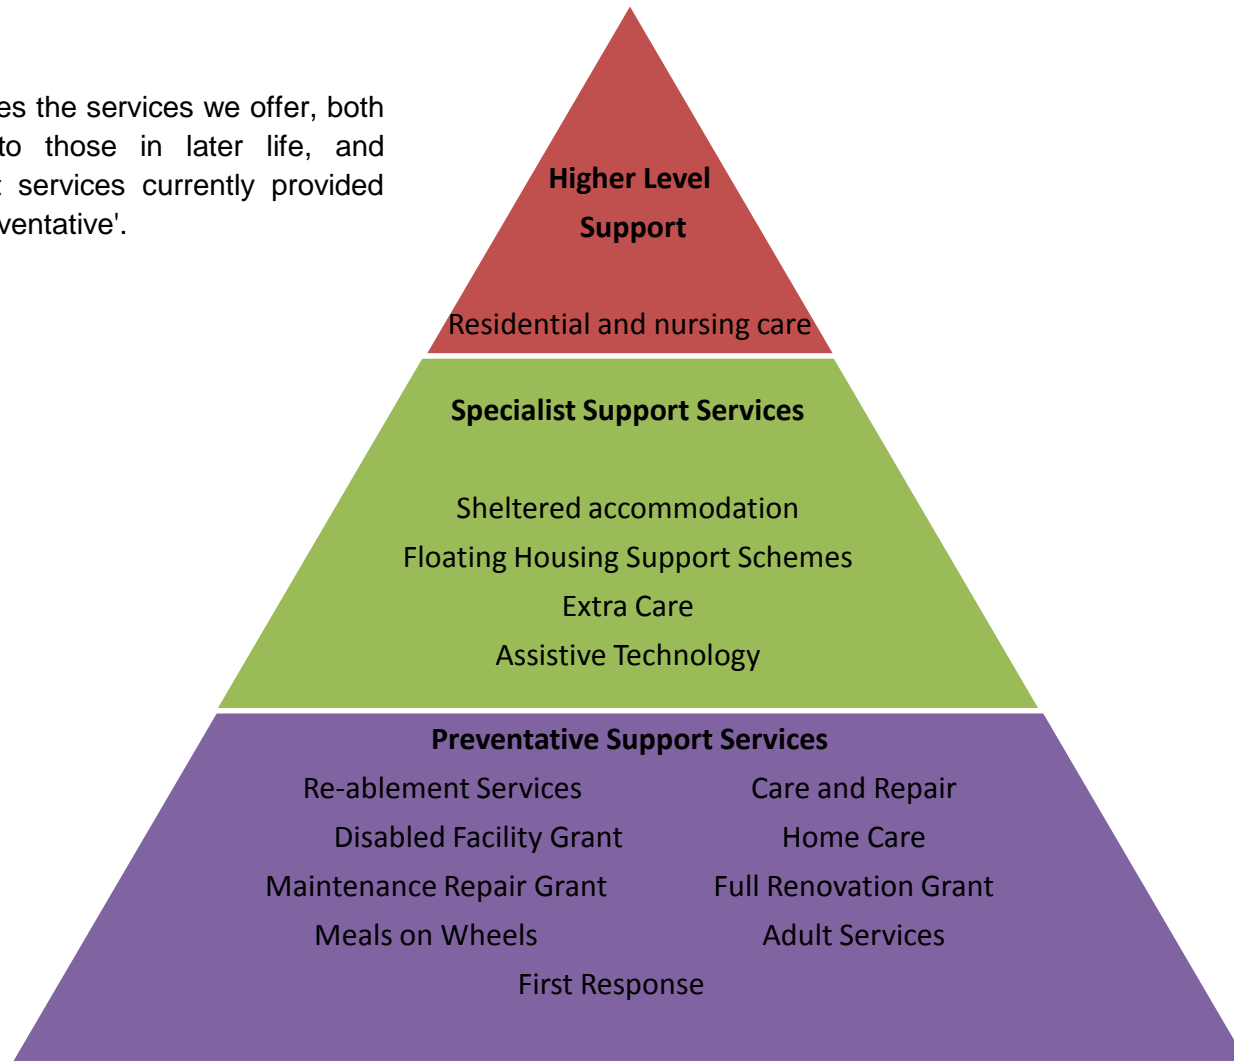 es the services we offer, both
to those in later life, and
services currently provided
ventative'.
Higher Level
Support
Residential and nursing care
Specialist Support Services
Sheltered accommodation
Floating Housing Support Schemes
Extra Care
Assistive Technology
Preventative Support Services
Re-ablement Services Care and Repair
Disabled Facility Grant Home Care
Maintenance Repair Grant Full Renovation Grant
Meals on Wheels Adult Services
First Response